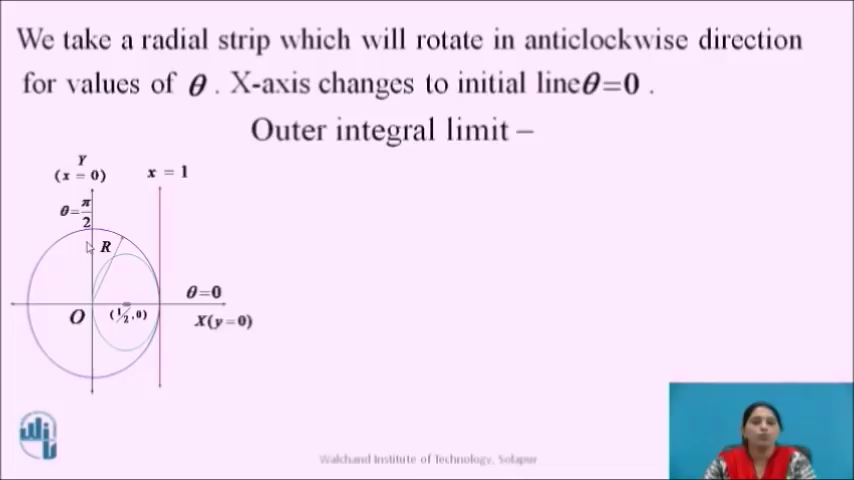 We take a radial strip which will rotate in anticlockwise direction
for values of θ . X-axis changes to initial line θ=0 .
Outer integral limit –
Y
(x = 0)
x = 1
θ=π/2
R
θ=0
O
(1/2,0)
X(y=0)
Walchand Institute of Technology, Solapur